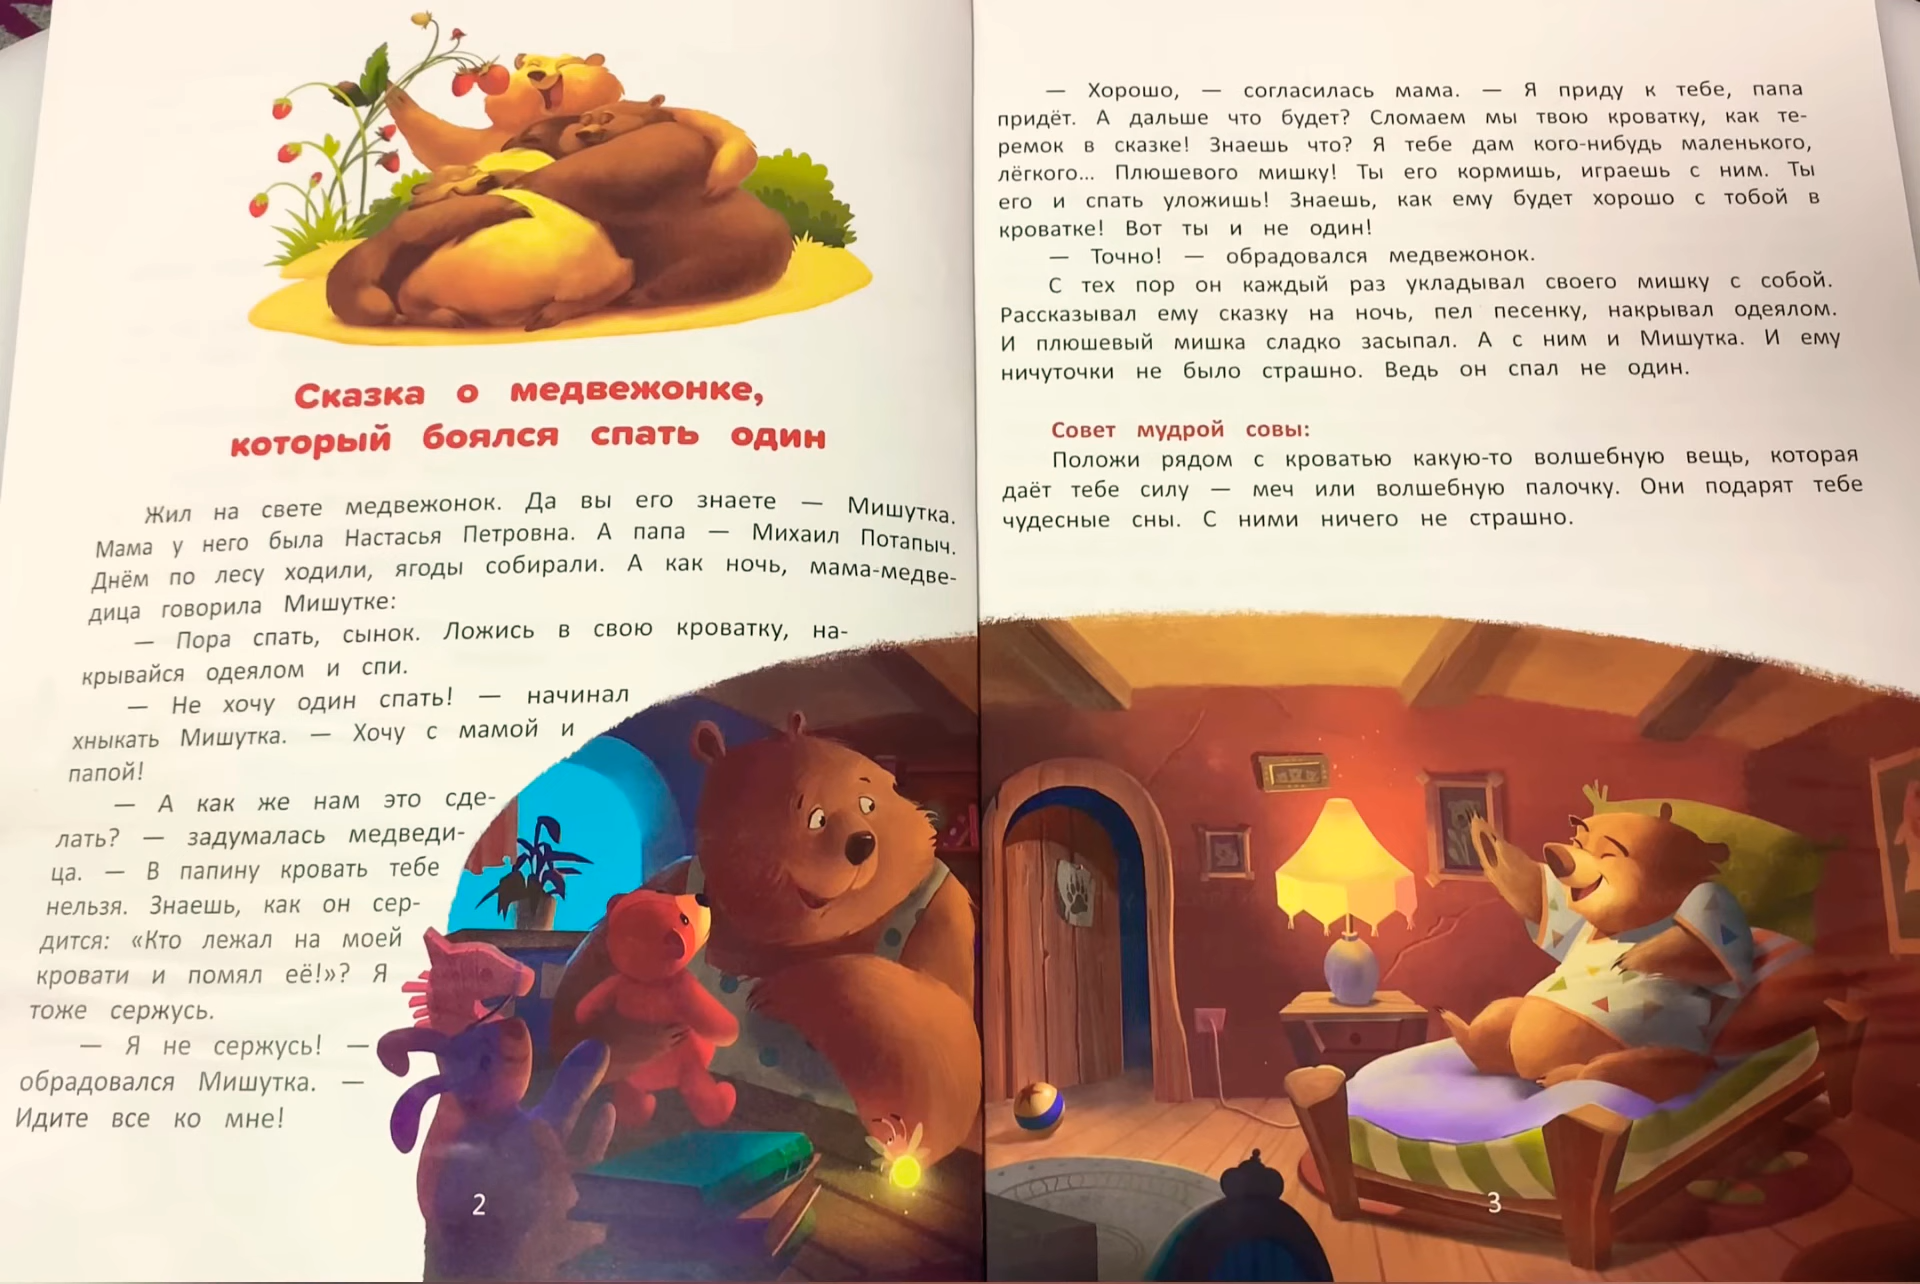 Сказка о медвежонке,
который боялся спать один
Жил на свете медвежонок. Да вы его знаете — Мишутка.
Мама у него была Настасья Петровна. А папа — Михаил Потапыч.
Днём по лесу ходили, ягоды собирали. А как ночь, мама-медве-
дица говорила Мишутке:
— Пора спать, сынок. Ложись в свою кроватку, на-
крывайся одеялом и спи.
— Не хочу один спать! — начинал
хныкать Мишутка. — Хочу с мамой и
папой!
— А как же нам это сде-
лать? — задумалась медведи-
ца. — В папину кровать тебе
нельзя. Знаешь, как он сер-
дится: «Кто лежал на моей
кровати и помял её!»? Я
тоже сержусь.
— Я не сержусь! —
обрадовался Мишутка. —
Идите все ко мне!
2
— Хорошо, — согласилась мама. — Я приду к тебе, папа
придёт. А дальше что будет? Сломаем мы твою кроватку, как те-
ремок в сказке! Знаешь что? Я тебе дам кого-нибудь маленького,
лёгкого... Плюшевого мишку! Ты его кормишь, играешь с ним. Ты
его и спать уложишь! Знаешь, как ему будет хорошо с тобой в
кроватке! Вот ты и не один!
— Точно! — обрадовался медвежонок.
С тех пор он каждый раз укладывал своего мишку с собой.
Рассказывал ему сказку на ночь, пел песенку, накрывал одеялом.
И плюшевый мишка сладко засыпал. А с ним и Мишутка. И ему
ничуточки не было страшно. Ведь он спал не один.
Совет мудрой совы:
Положи рядом с кроватью какую-то волшебную вещь, которая
даёт тебе силу — меч или волшебную палочку. Они подарят тебе
чудесные сны. С ними ничего не страшно.
3